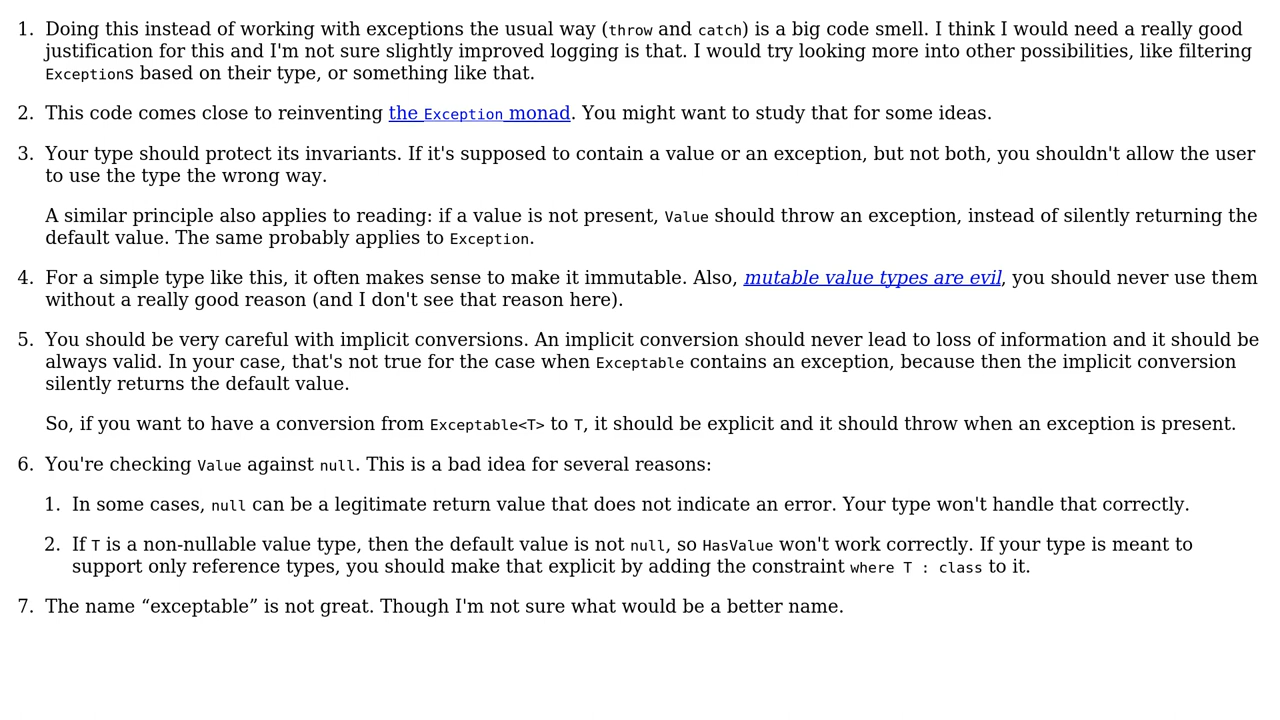 1. Doing this instead of working with exceptions the usual way (throw and catch) is a big code smell. I think I would need a really good
justification for this and I'm not sure slightly improved logging is that. I would try looking more into other possibilities, like filtering
Exceptions based on their type, or something like that.
2. This code comes close to reinventing the Exception monad. You might want to study that for some ideas.
3. Your type should protect its invariants. If it's supposed to contain a value or an exception, but not both, you shouldn't allow the user
to use the type the wrong way.
A similar principle also applies to reading: if a value is not present, Value should throw an exception, instead of silently returning the
default value. The same probably applies to Exception.
4. For a simple type like this, it often makes sense to make it immutable. Also, mutable value types are evil, you should never use them
without a really good reason (and I don't see that reason here).
5. You should be very careful with implicit conversions. An implicit conversion should never lead to loss of information and it should be
always valid. In your case, that's not true for the case when Exceptable contains an exception, because then the implicit conversion
silently returns the default value.
So, if you want to have a conversion from Exceptable<T> to T, it should be explicit and it should throw when an exception is present.
6. You're checking Value against null. This is a bad idea for several reasons:
1. In some cases, null can be a legitimate return value that does not indicate an error. Your type won't handle that correctly.
2. If T is a non-nullable value type, then the default value is not null, so HasValue won't work correctly. If your type is meant to
support only reference types, you should make that explicit by adding the constraint where T : class to it.
7. The name “exceptable” is not great. Though I'm not sure what would be a better name.